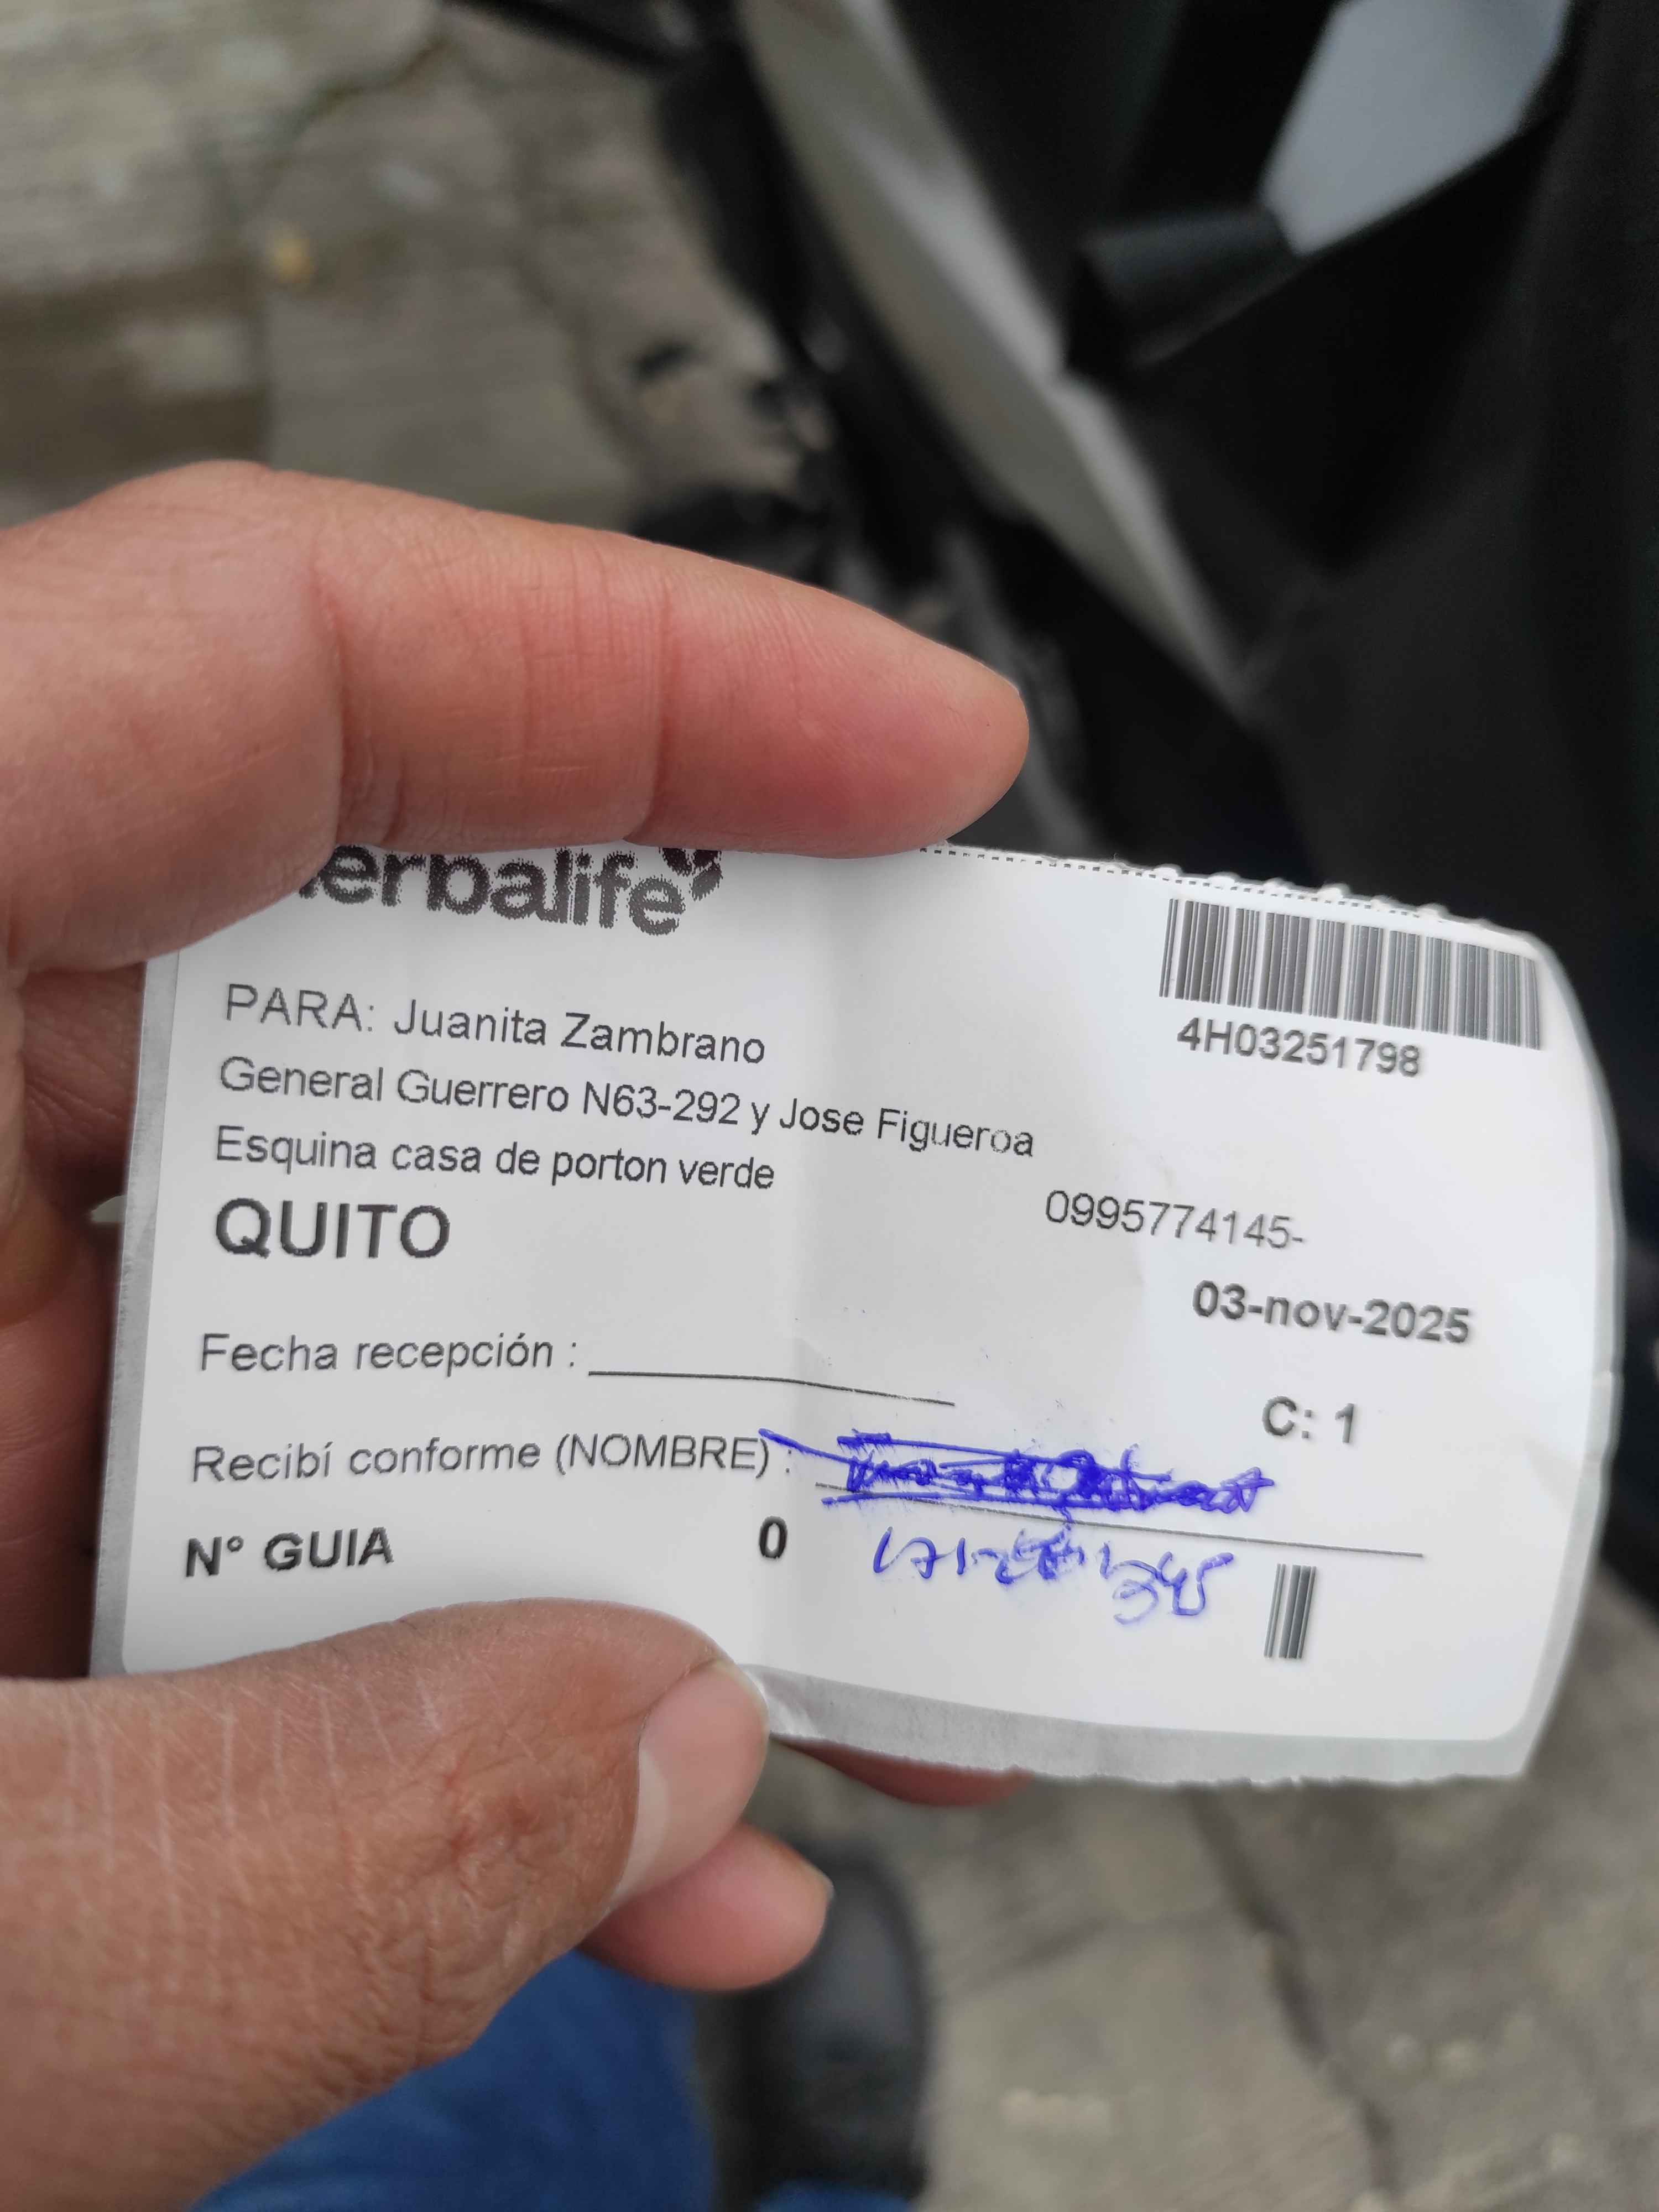 erbalife
4H03251798
PARA: Juanita Zambrano
General Guerrero N63-292 y Jose Figueroa
Esquina casa de porton verde
QUITO
0995774145-
03-nov-2025
Fecha recepción :
C: 1
Recibí conforme (NOMBRE) :
N° GUIA 0